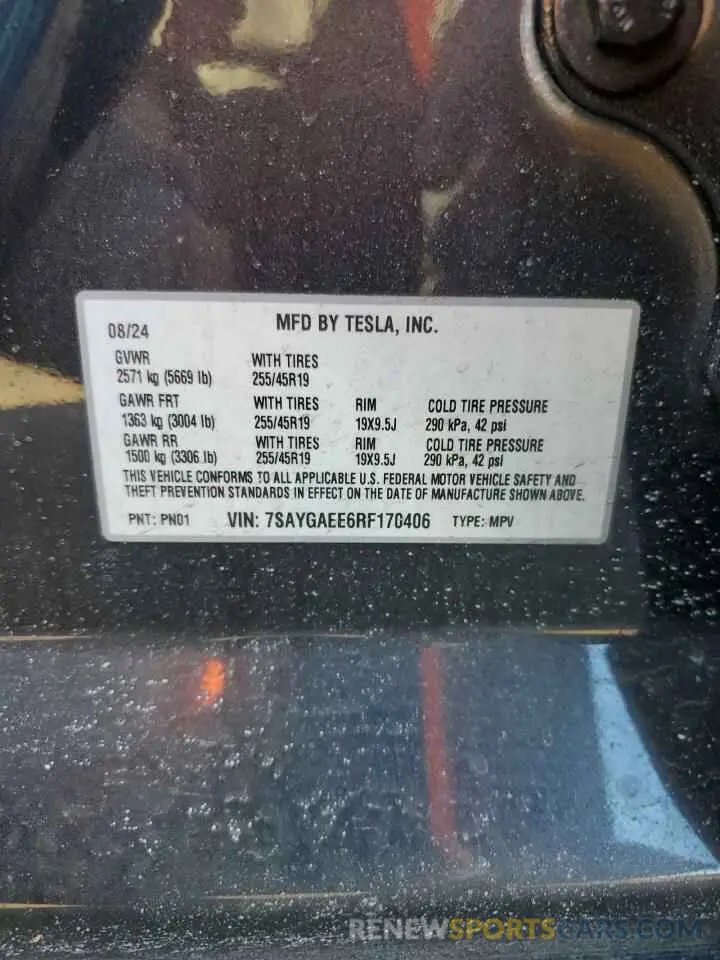 ON
08/24
MFD BY TESLA, INC.
GVWR WITH TIRES
2571 kg (5669 lb) 255/45R19
GAWR FRT WITH TIRES RIM COLD TIRE PRESSURE
1363 kg (3004 lb) 255/45R19 19X9.5J 290 kPa, 42 psi
GAWR RR WITH TIRES RIM COLD TIRE PRESSURE
1500 kg (3306 lb) 255/45R19 19X9.5J 290 kPa, 42 psi
THIS VEHICLE CONFORMS TO ALL APPLICABLE U.S. FEDERAL MOTOR VEHICLE SAFETY AND
THEFT PREVENTION STANDARDS IN EFFECT ON THE DATE OF MANUFACTURE SHOWN ABOVE.
PNT: PN01 VIN: 7SAYGAEE6RF170406 TYPE: MPV
RENEWSPORTSCARS.COM